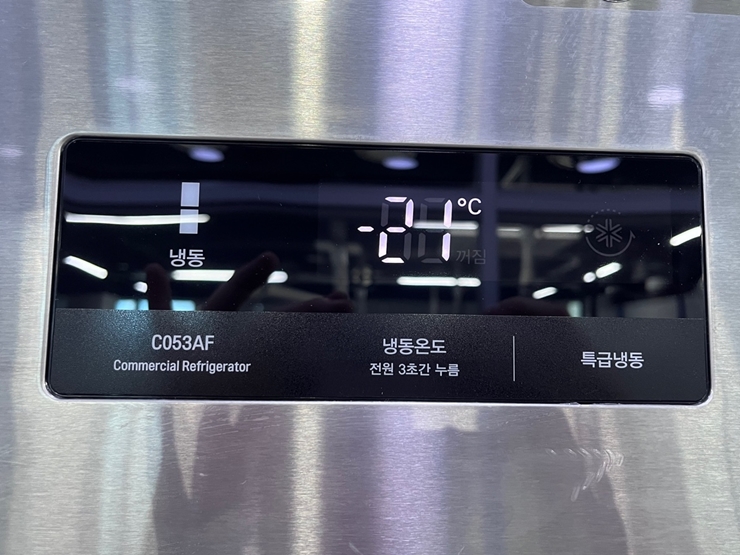 냉동
-21°C
꺼짐
C053AF
Commercial Refrigerator
냉동온도
전원 3초간 누름
특급냉동